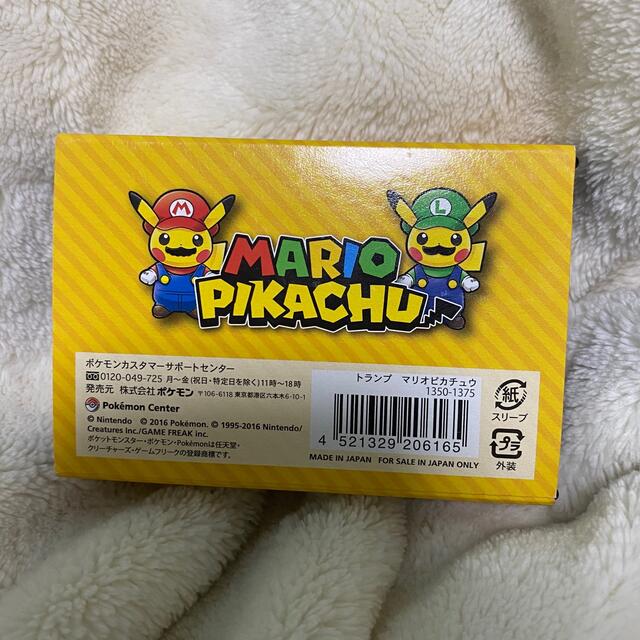 M
L
MARIO
PIKACHU
ポケモンカスタマーサポートセンター
0120-049-725 月～金(祝日・特定日を除く)11時～18時
発売元 株式会社ポケモン 〒106-6118 東京都港区六本木6-10-1
Pokémon Center
© Nintendo © 2016 Pokémon. © 1995-2016 Nintendo/
Creatures Inc./GAME FREAK inc.
ポケットモンスター・ポケモン・Pokémonは任天堂・
クリーチャーズ・ゲームフリークの登録商標です。
トランプ マリオピカチュウ
1350-1375
4 521329 206165
MADE IN JAPAN FOR SALE IN JAPAN ONLY
紙
スリーブ
プラ
外装